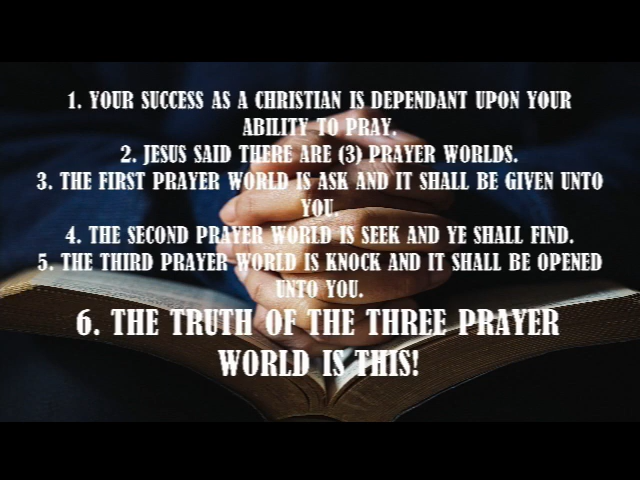 1. YOUR SUCCESS AS A CHRISTIAN IS DEPENDANT UPON YOUR
ABILITY TO PRAY.
2. JESUS SAID THERE ARE (3) PRAYER WORLDS.
3. THE FIRST PRAYER WORLD IS ASK AND IT SHALL BE GIVEN UNTO
YOU.
4. THE SECOND PRAYER WORLD IS SEEK AND YE SHALL FIND.
5. THE THIRD PRAYER WORLD IS KNOCK AND IT SHALL BE OPENED
UNTO YOU.
6. THE TRUTH OF THE THREE PRAYER
WORLD IS THIS!